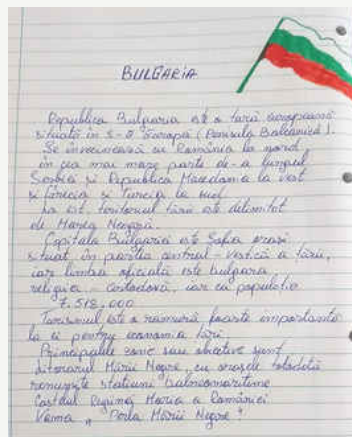 BULGARIA
Republica Bulgaria este o țară europeană
situată în S-E Europă (Penisula Balcanică).
Se învecinează cu România la nord
în cea mai mare parte de-a lungul
Serbiei și Republica Macedonia la vest
și Grecia și Turcia la sud.
La est, teritoriul țării este delimitat
de Marea Neagră.
Capitala Bulgariei este Sofia oraș
situat în partea central-vestică a țării,
iar limba oficială este bulgara
religia - ortodoxă, iar ca populație
7.518.000
Turismul este o ramură foarte importantă
la ei pentru economia țării.
Principalele zone sau obiective sunt
litoralul Mării Negre, cu orașele totodată
renumite stațiuni balneomaritime
Castelul Reginei Maria a României
Varna „Perla Mării Negre"